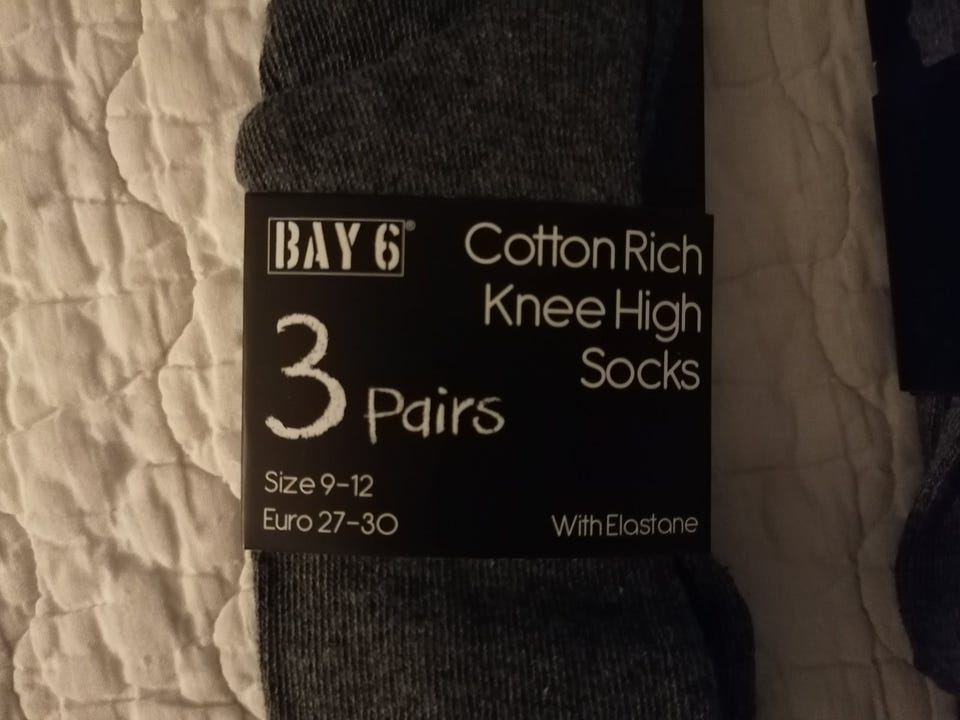 BAY 6®
Cotton Rich
Knee High
Socks
3 Pairs
Size 9-12
Euro 27-30
With Elastane